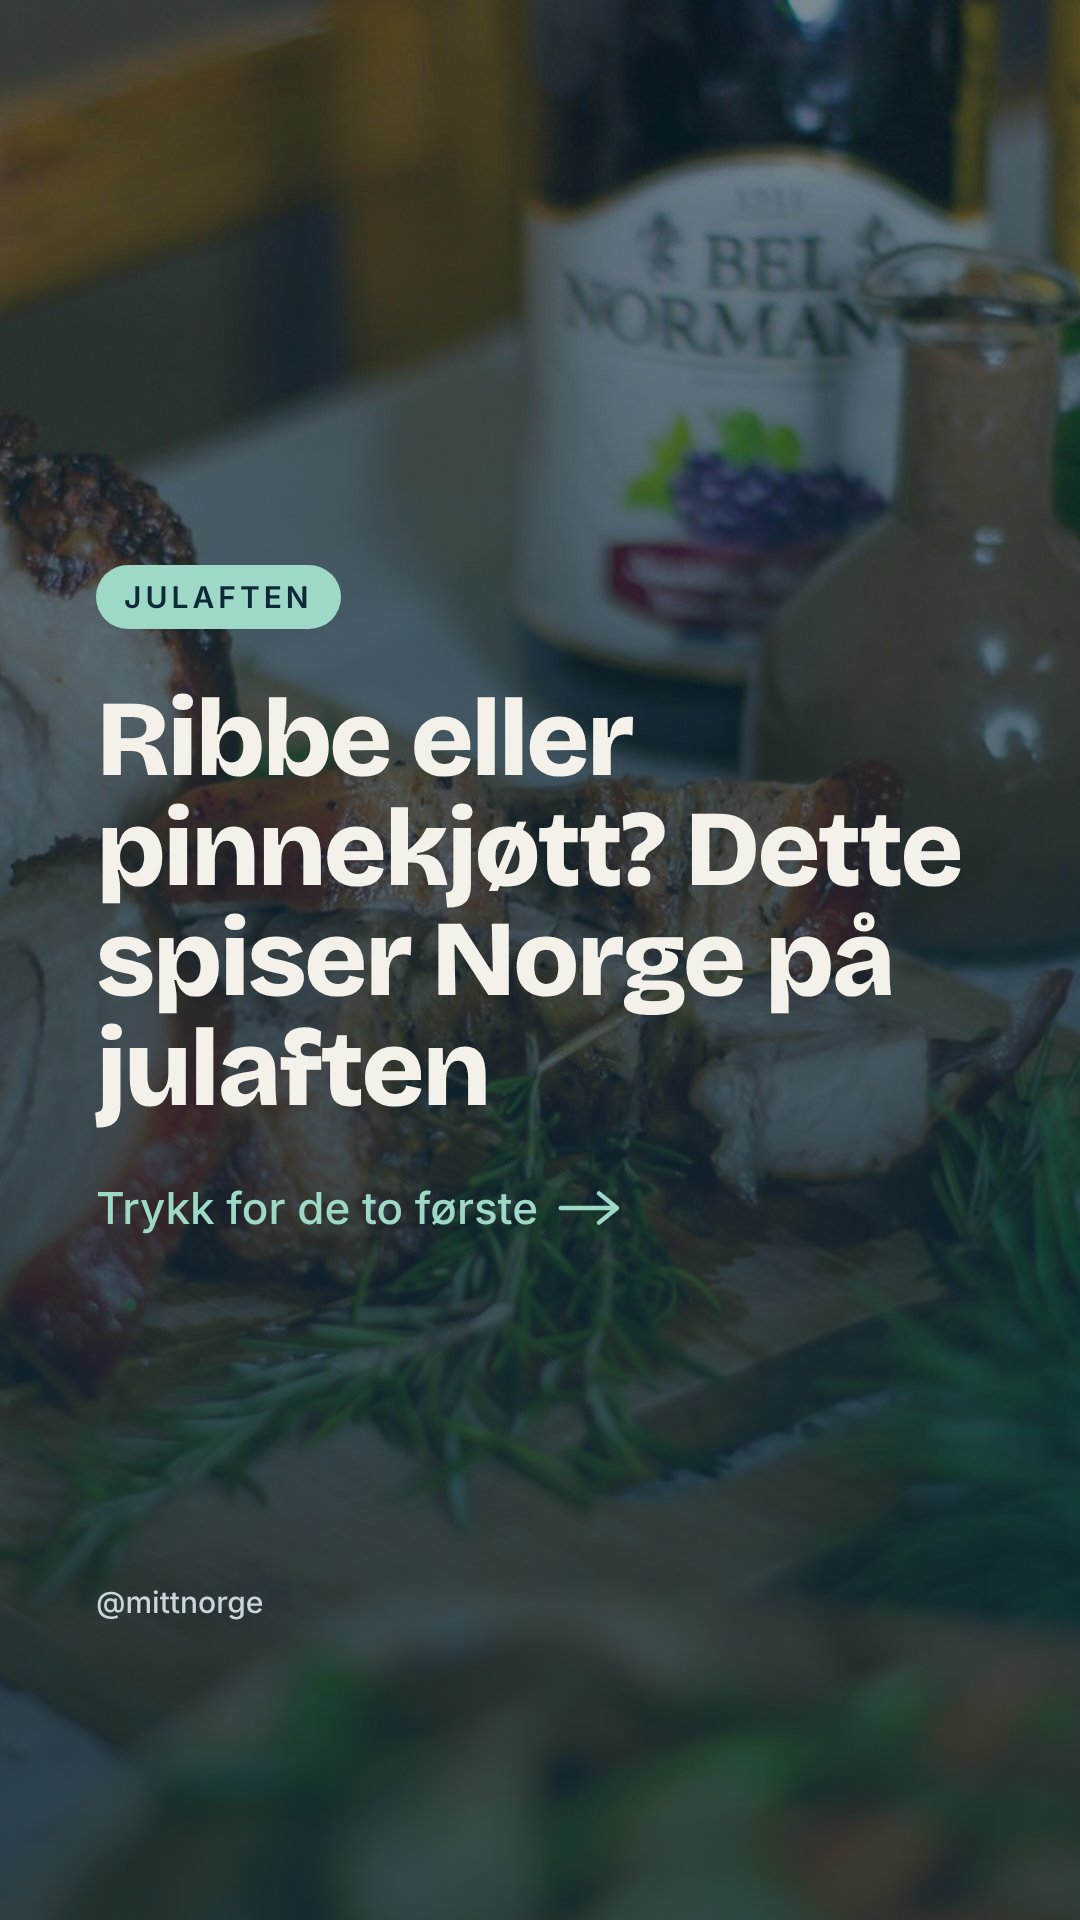 BEL
NORMAN
JULAFTEN
Ribbe eller
pinnekjøtt? Dette
spiser Norge på
julaften
Trykk for de to første
@mittnorge